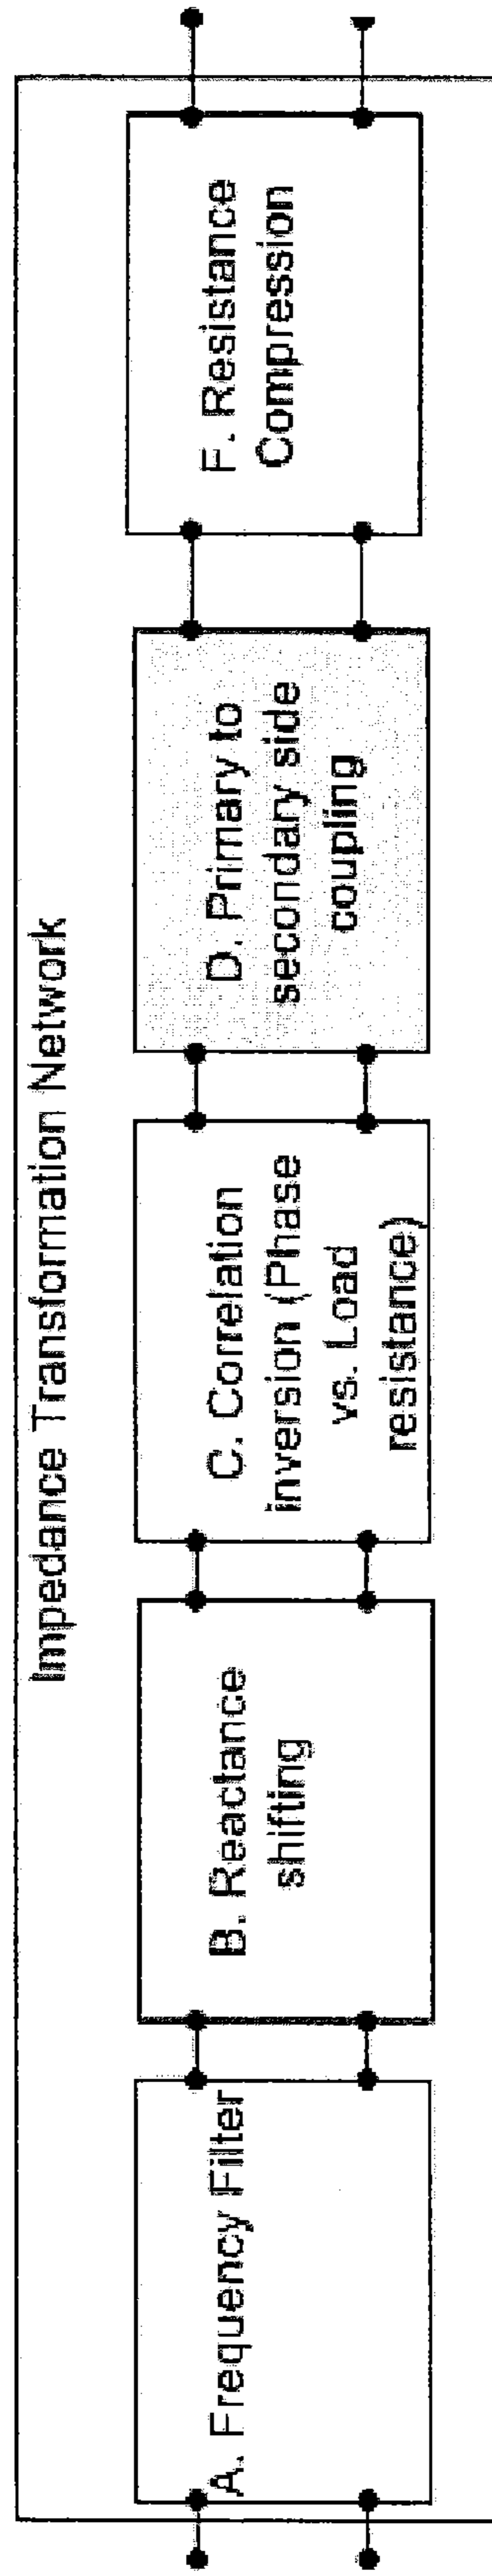 Impedance Transformation Network
A. Frequency Filter
B. Reactance
shifting
C. Correlation
inversion (Phase
vs. Load
resistance)
D. Primary to
secondary side
coupling
F. Resistance
Compression